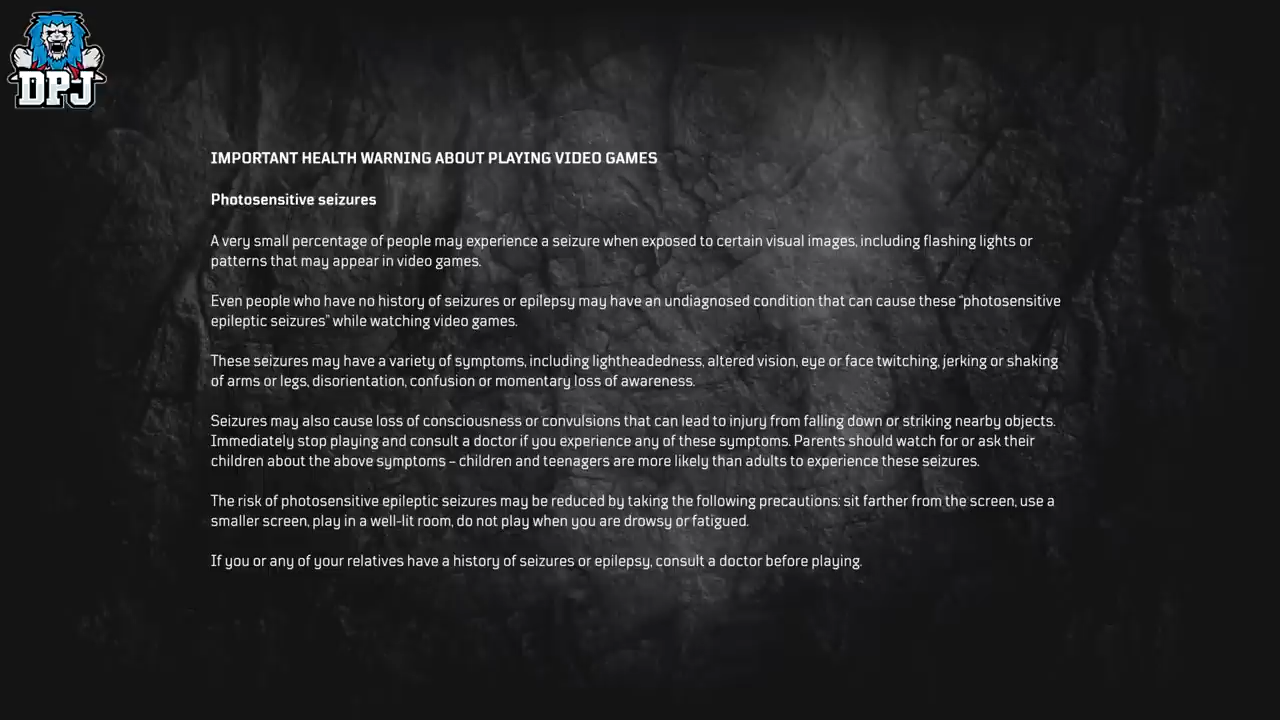 DPJ
IMPORTANT HEALTH WARNING ABOUT PLAYING VIDEO GAMES
Photosensitive seizures
A very small percentage of people may experience a seizure when exposed to certain visual images, including flashing lights or
patterns that may appear in video games.
Even people who have no history of seizures or epilepsy may have an undiagnosed condition that can cause these “photosensitive
epileptic seizures” while watching video games.
These seizures may have a variety of symptoms, including lightheadedness, altered vision, eye or face twitching, jerking or shaking
of arms or legs, disorientation, confusion or momentary loss of awareness.
Seizures may also cause loss of consciousness or convulsions that can lead to injury from falling down or striking nearby objects.
Immediately stop playing and consult a doctor if you experience any of these symptoms. Parents should watch for or ask their
children about the above symptoms – children and teenagers are more likely than adults to experience these seizures.
The risk of photosensitive epileptic seizures may be reduced by taking the following precautions: sit farther from the screen, use a
smaller screen, play in a well-lit room, do not play when you are drowsy or fatigued.
If you or any of your relatives have a history of seizures or epilepsy, consult a doctor before playing.